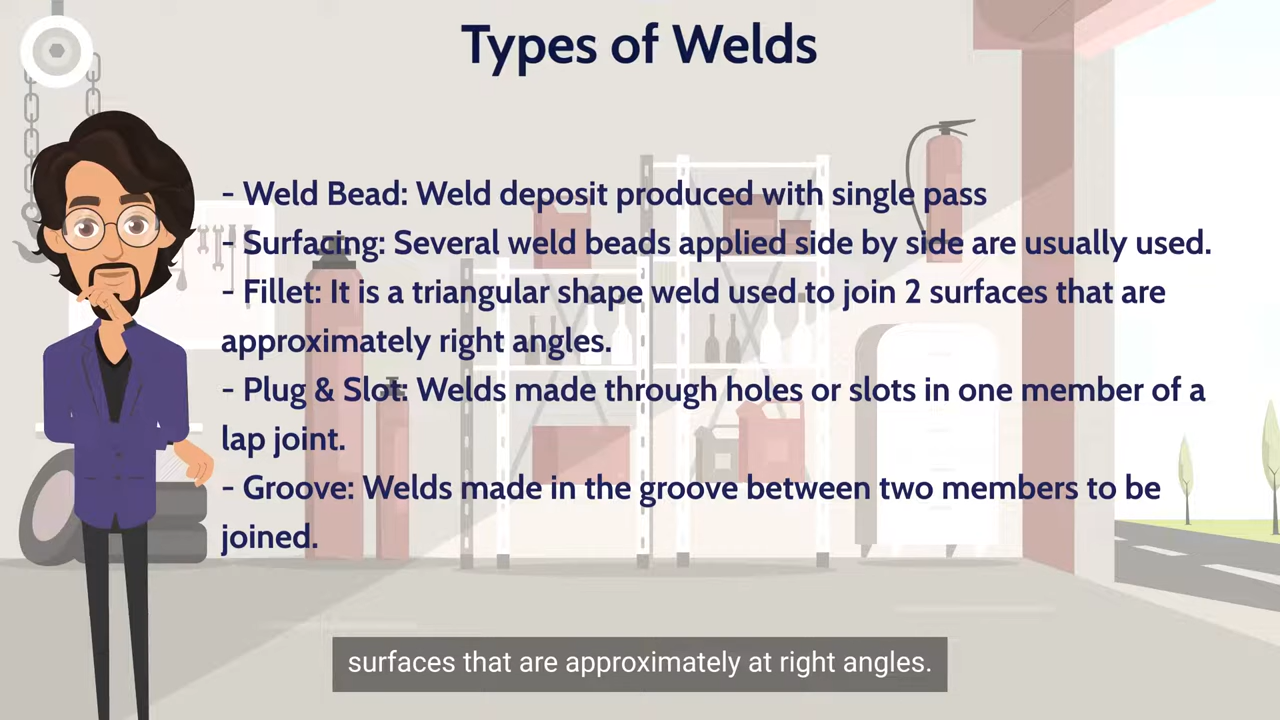 Types of Welds
- Weld Bead: Weld deposit produced with single pass
- Surfacing: Several weld beads applied side by side are usually used.
- Fillet: It is a triangular shape weld used to join 2 surfaces that are
approximately right angles.
- Plug & Slot: Welds made through holes or slots in one member of a
lap joint.
- Groove: Welds made in the groove between two members to be
joined.
surfaces that are approximately at right angles.